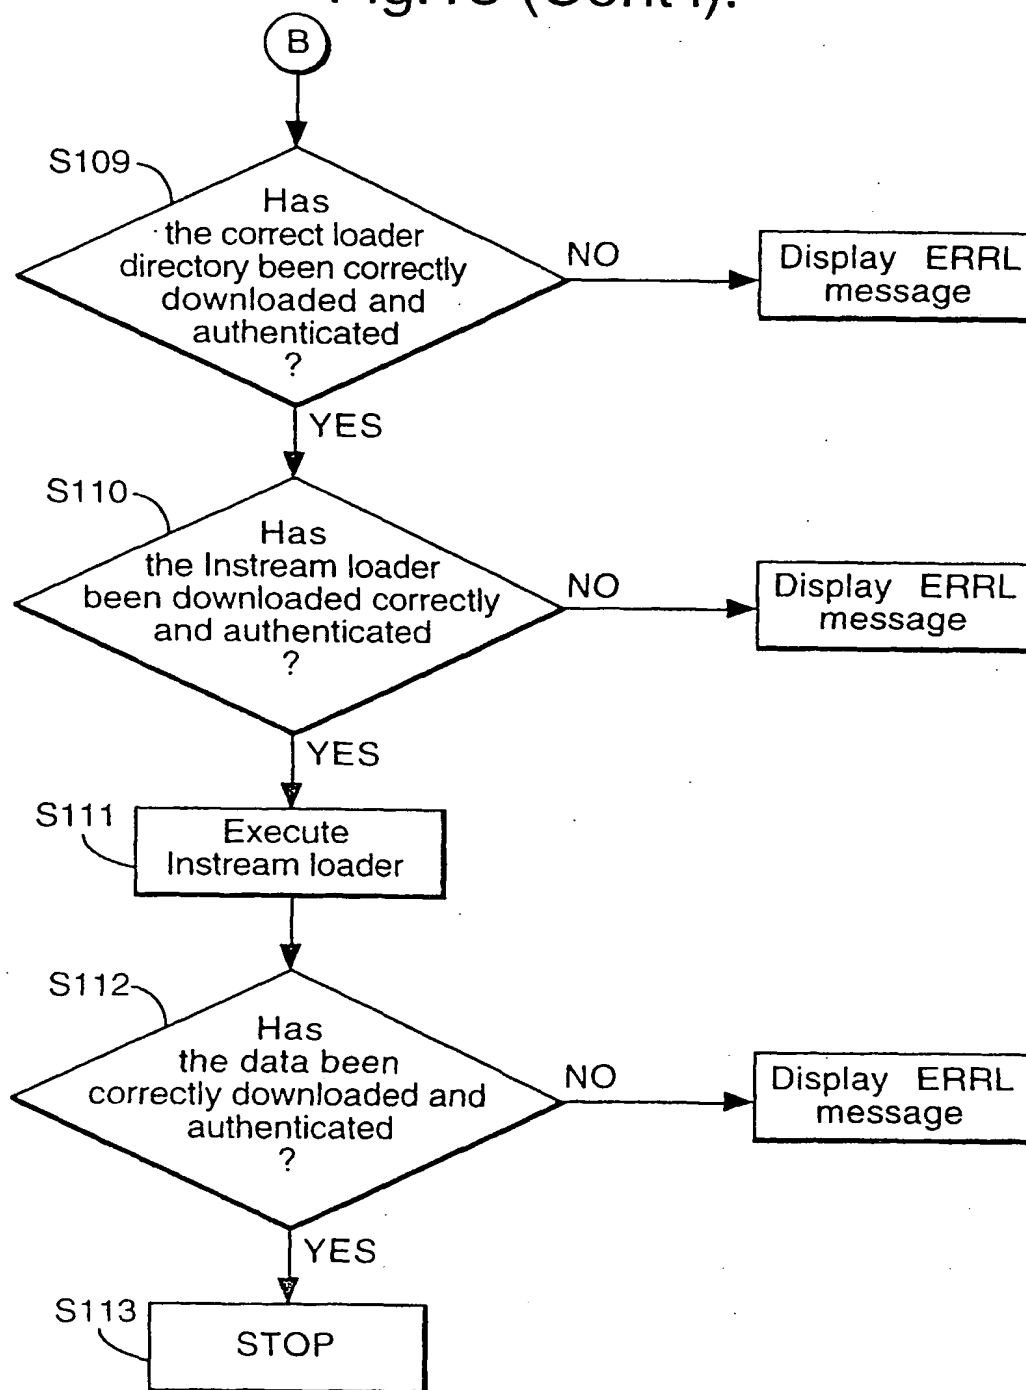 B
S109
Has
the correct loader
directory been correctly
downloaded and
authenticated
?
NO
Display ERRL
message
YES
S110
Has
the Instream loader
been downloaded correctly
and authenticated
?
NO
Display ERRL
message
YES
S111
Execute
Instream loader
S112
Has
the data been
correctly downloaded and
authenticated
?
NO
Display ERRL
message
YES
S113
STOP